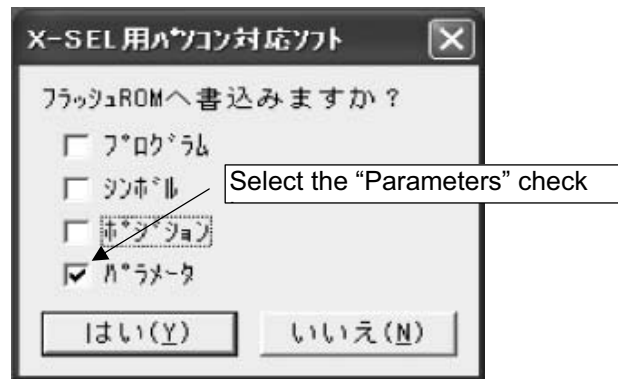 X-SEL用ﾊﾟｿｺﾝ対応ｿﾌﾄ
ﾌﾗｯｼｭROMへ書込みますか？
ﾌﾟﾛｸﾞﾗﾑ
ｼﾝﾎﾞﾙ
Select the “Parameters” check
ﾎﾟｼﾞｼｮﾝ
ﾊﾟﾗﾒｰﾀ
はい(Y)
いいえ(N)